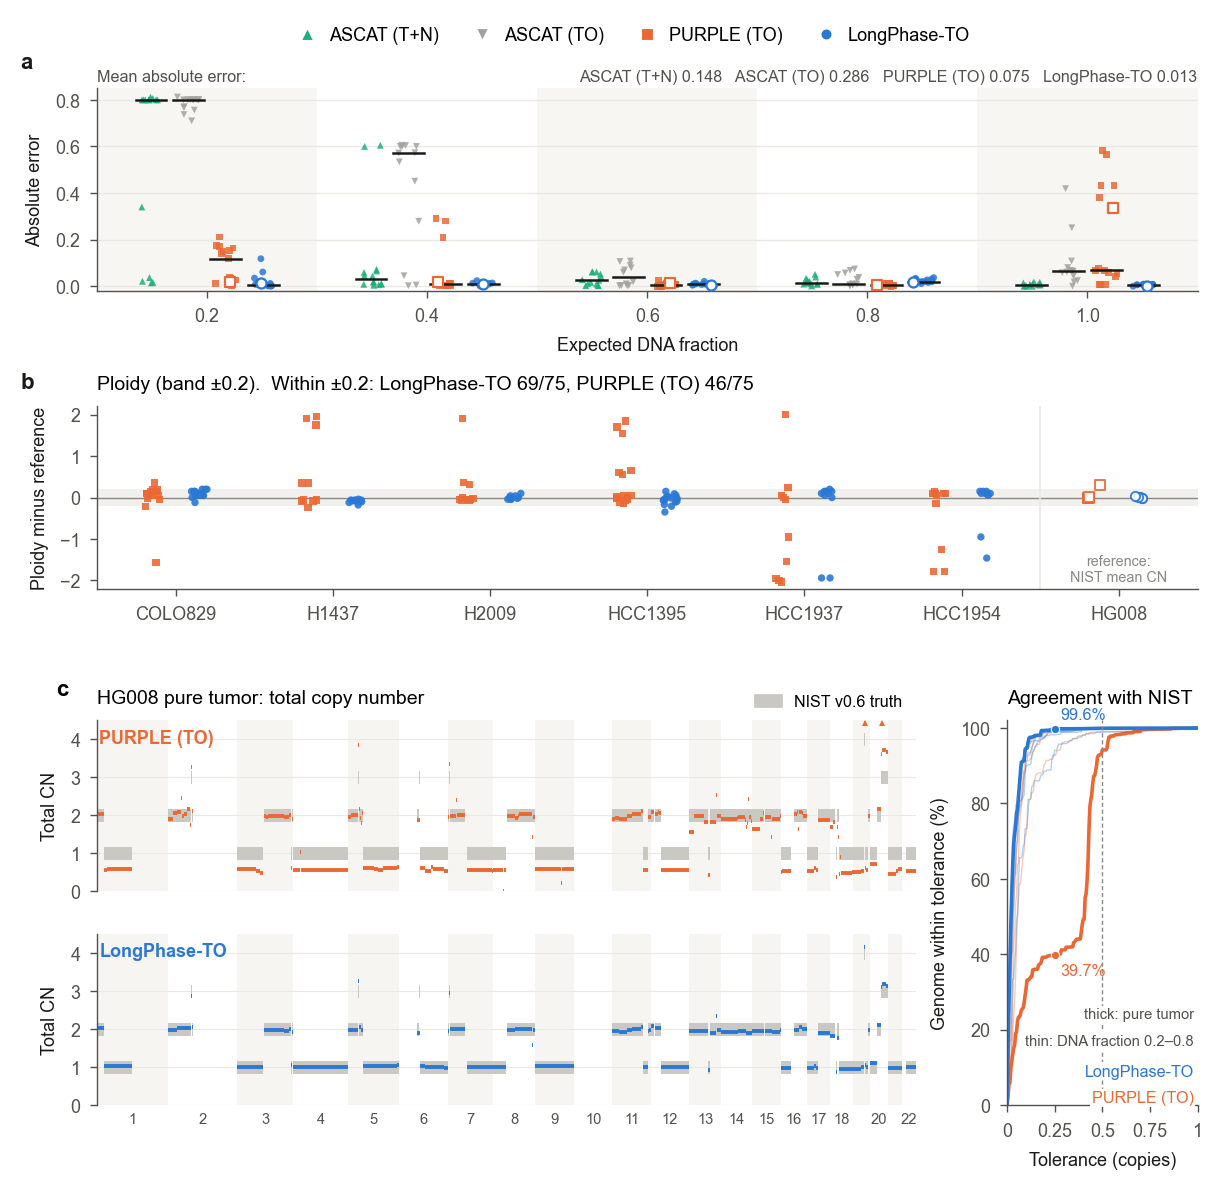 ASCAT (T+N) ASCAT (TO) PURPLE (TO) LongPhase-TO
a
Mean absolute error: ASCAT (T+N) 0.148 ASCAT (TO) 0.286 PURPLE (TO) 0.075 LongPhase-TO 0.013
Absolute error
0.8
0.6
0.4
0.2
0.0
0.2 0.4 0.6 0.8 1.0
Expected DNA fraction
b
Ploidy (band ±0.2). Within ±0.2: LongPhase-TO 69/75, PURPLE (TO) 46/75
Ploidy minus reference
2
1
0
−1
−2
reference:
NIST mean CN
COLO829 H1437 H2009 HCC1395 HCC1937 HCC1954 HG008
c
HG008 pure tumor: total copy number
NIST v0.6 truth
PURPLE (TO)
Total CN
4
3
2
1
0
LongPhase-TO
Total CN
4
3
2
1
0
1 2 3 4 5 6 7 8 9 10 11 12 13 14 15 16 17 18 20 22
Agreement with NIST
99.6%
Genome within tolerance (%)
100
80
60
40
20
0
39.7%
thick: pure tumor
thin: DNA fraction 0.2–0.8
LongPhase-TO
PURPLE (TO)
0 0.25 0.5 0.75 1
Tolerance (copies)